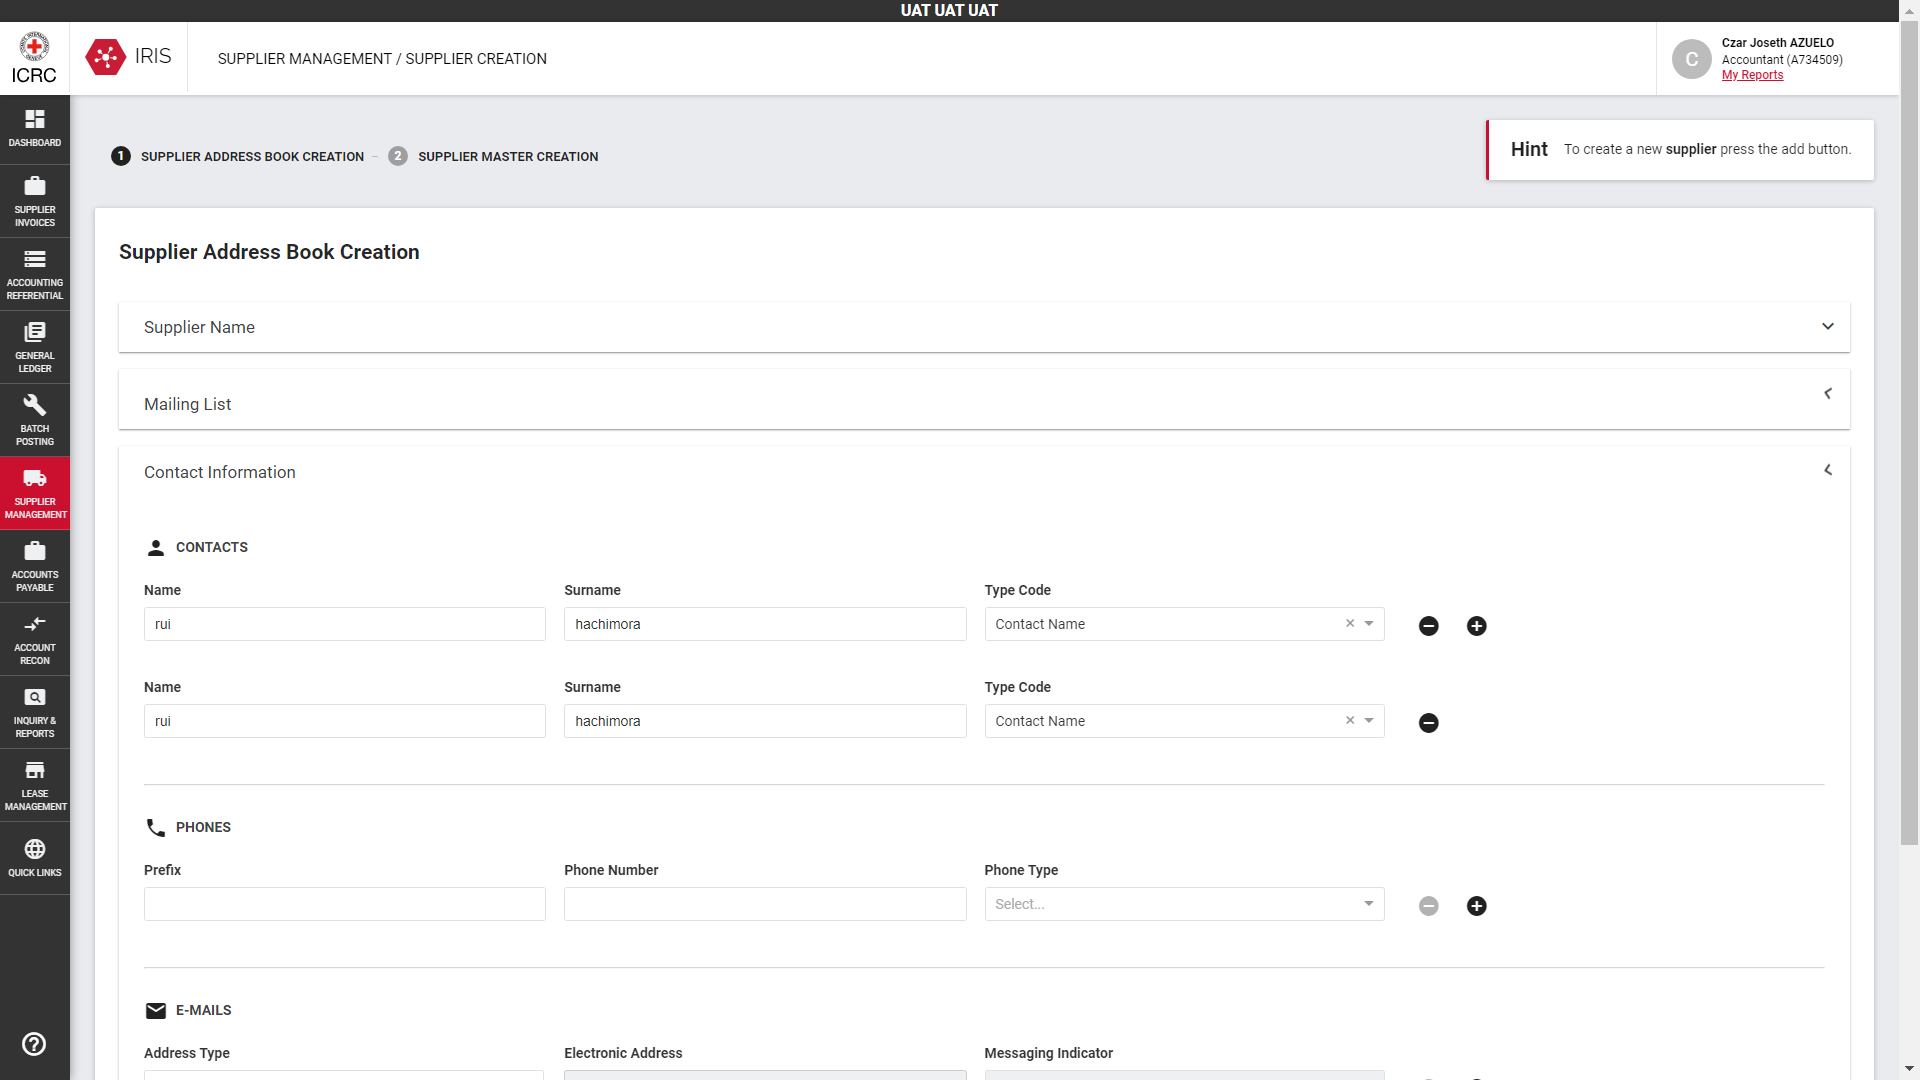 UAT UAT UAT
ICRC
IRIS
SUPPLIER MANAGEMENT / SUPPLIER CREATION
C
Czar Joseth AZUELO
Accountant (A734509)
My Reports
DASHBOARD
SUPPLIER
INVOICES
ACCOUNTING
REFERENTIAL
GENERAL
LEDGER
BATCH
POSTING
SUPPLIER
MANAGEMENT
ACCOUNTS
PAYABLE
ACCOUNT
RECON
INQUIRY &
REPORTS
LEASE
MANAGEMENT
QUICK LINKS
1 SUPPLIER ADDRESS BOOK CREATION – 2 SUPPLIER MASTER CREATION
Hint To create a new supplier press the add button.
Supplier Address Book Creation
Supplier Name
Mailing List
Contact Information
CONTACTS
Name Surname Type Code
rui hachimora Contact Name
Name Surname Type Code
rui hachimora Contact Name
PHONES
Prefix Phone Number Phone Type
Select...
E-MAILS
Address Type Electronic Address Messaging Indicator